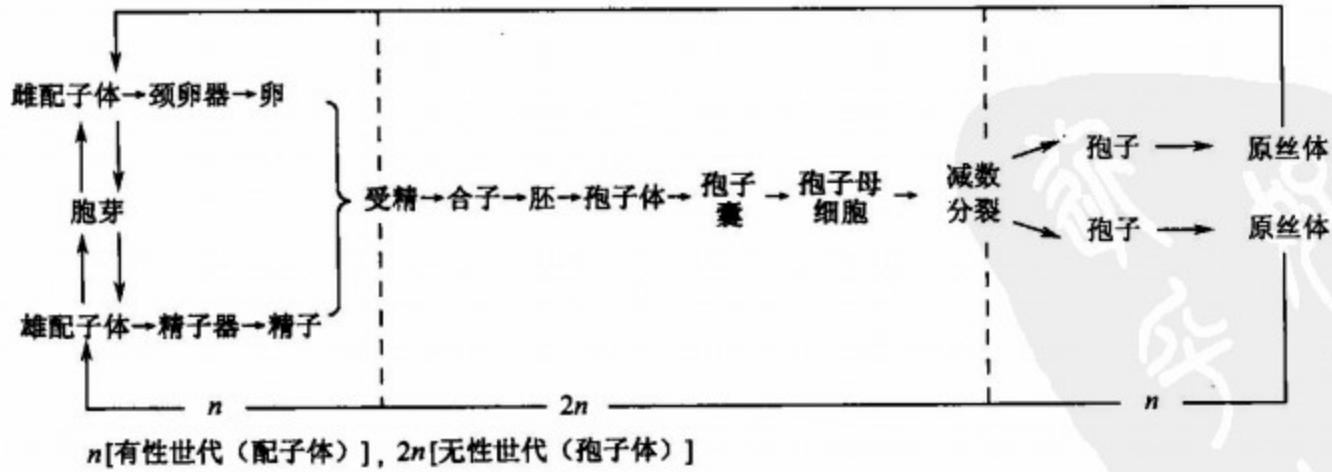 雌配子体→颈卵器→卵
胞芽
雄配子体→精子器→精子
受精→合子→胚→孢子体→孢子囊→孢子母细胞→减数分裂
孢子→原丝体
孢子→原丝体
n 2n n
n[有性世代（配子体）], 2n[无性世代（孢子体）]